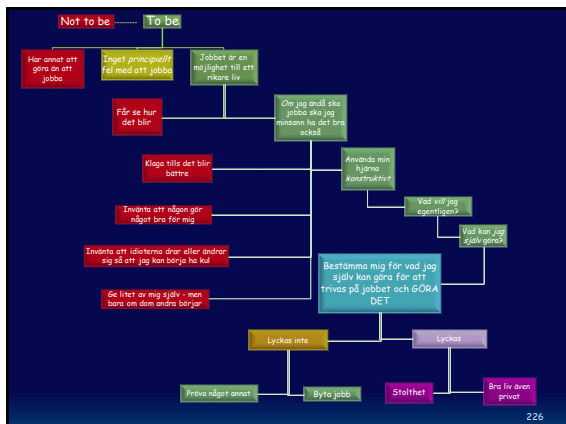 Not to be
To be
Har annat att
göra än att
jobba
Inget principiellt
fel med att jobba
Jobbet är en
möjlighet till ett
rikare liv
Får se hur
det blir
Om jag ändå ska
jobba ska jag
minsann ha det bra
också
Klaga tills det blir
bättre
Använda min
hjärna
konstruktivt
Invänta att någon gör
något bra för mig
Vad vill jag
egentligen?
Vad kan jag
själv göra?
Invänta att idioterna drar eller ändrar
sig så att jag kan börja ha kul
Bestämma mig för vad jag
själv kan göra för att
trivas på jobbet och GÖRA
DET
Ge litet av mig själv - men
bara om dom andra börjar
Lyckas inte
Lyckas
Pröva något annat
Byta jobb
Stolthet
Bra liv även
privat
226